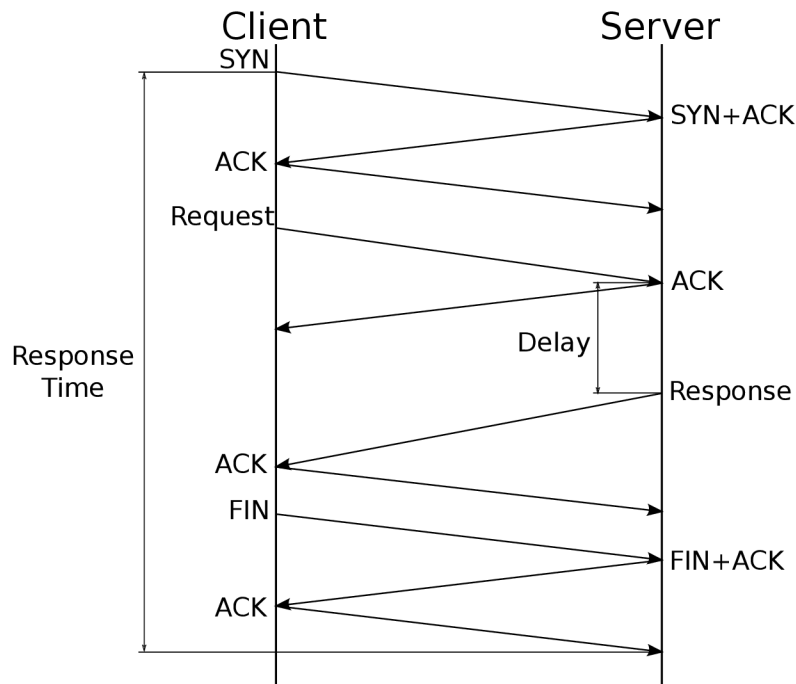 Client
Server
SYN
SYN+ACK
ACK
Request
ACK
Delay
Response
Time
Response
ACK
FIN
FIN+ACK
ACK